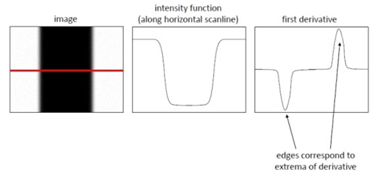 image
intensity function
(along horizontal scanline)
first derivative
edges correspond to
extrema of derivative